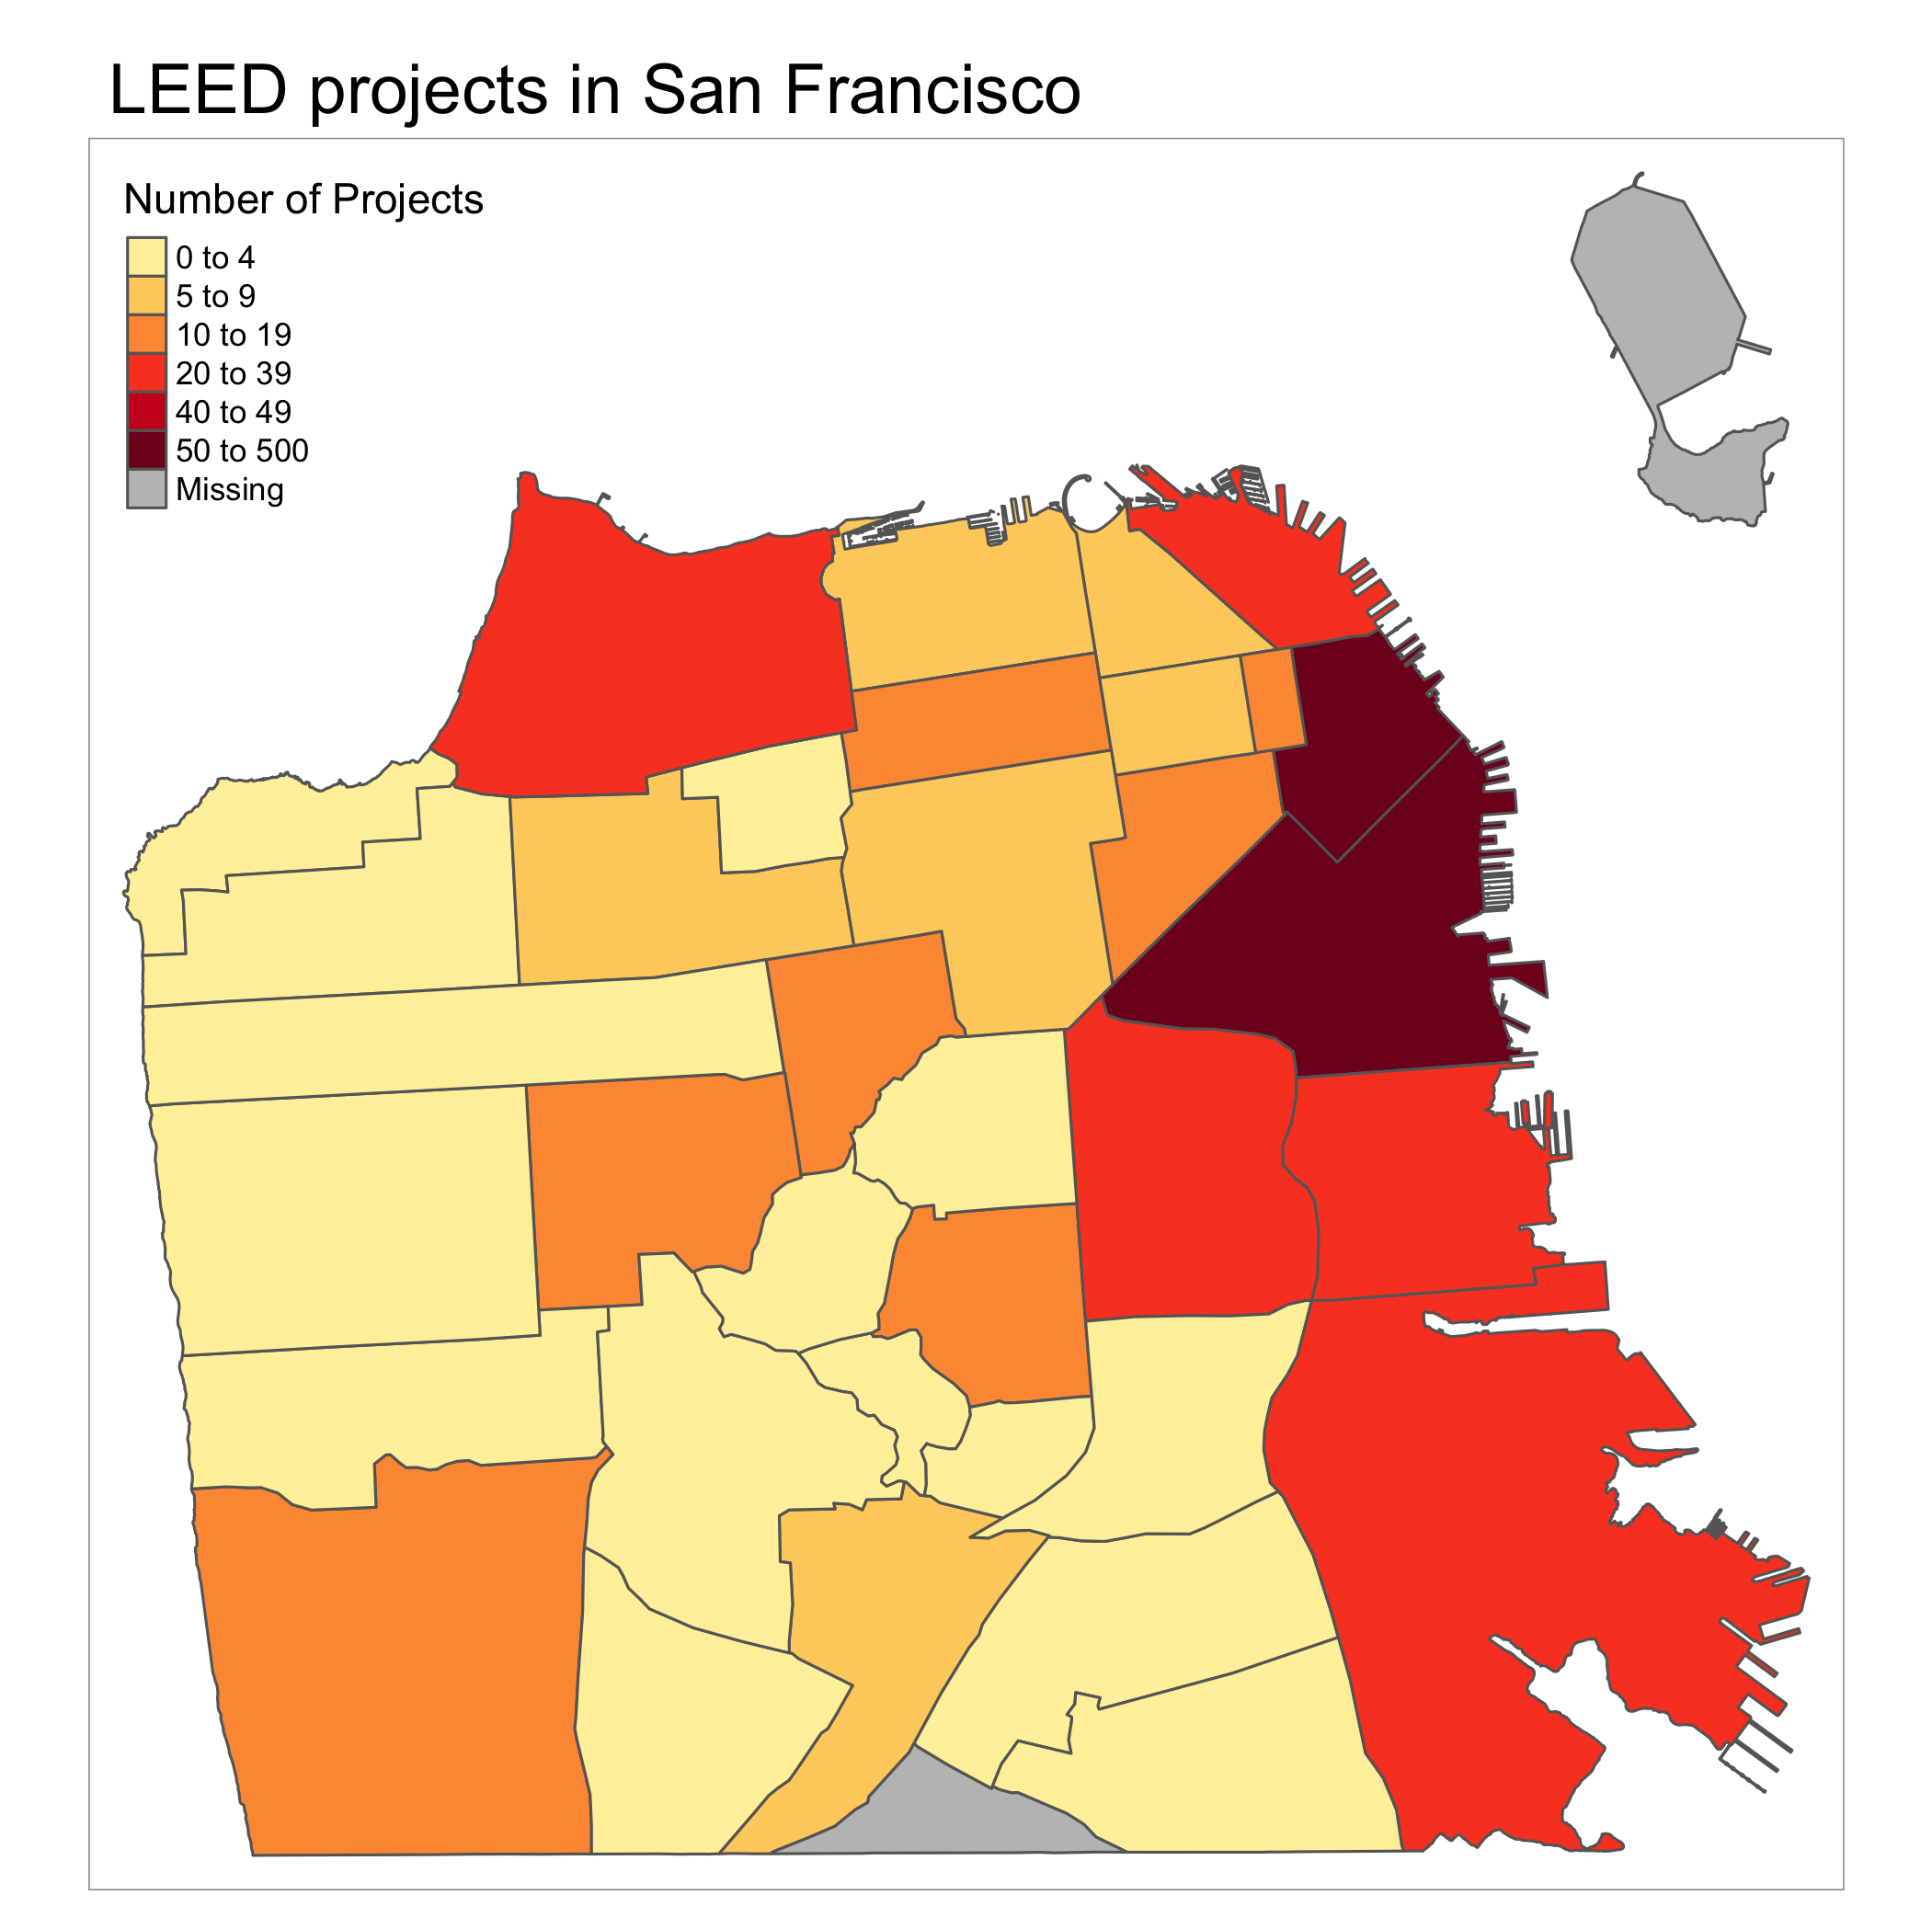 LEED projects in San Francisco
Number of Projects
0 to 4
5 to 9
10 to 19
20 to 39
40 to 49
50 to 500
Missing